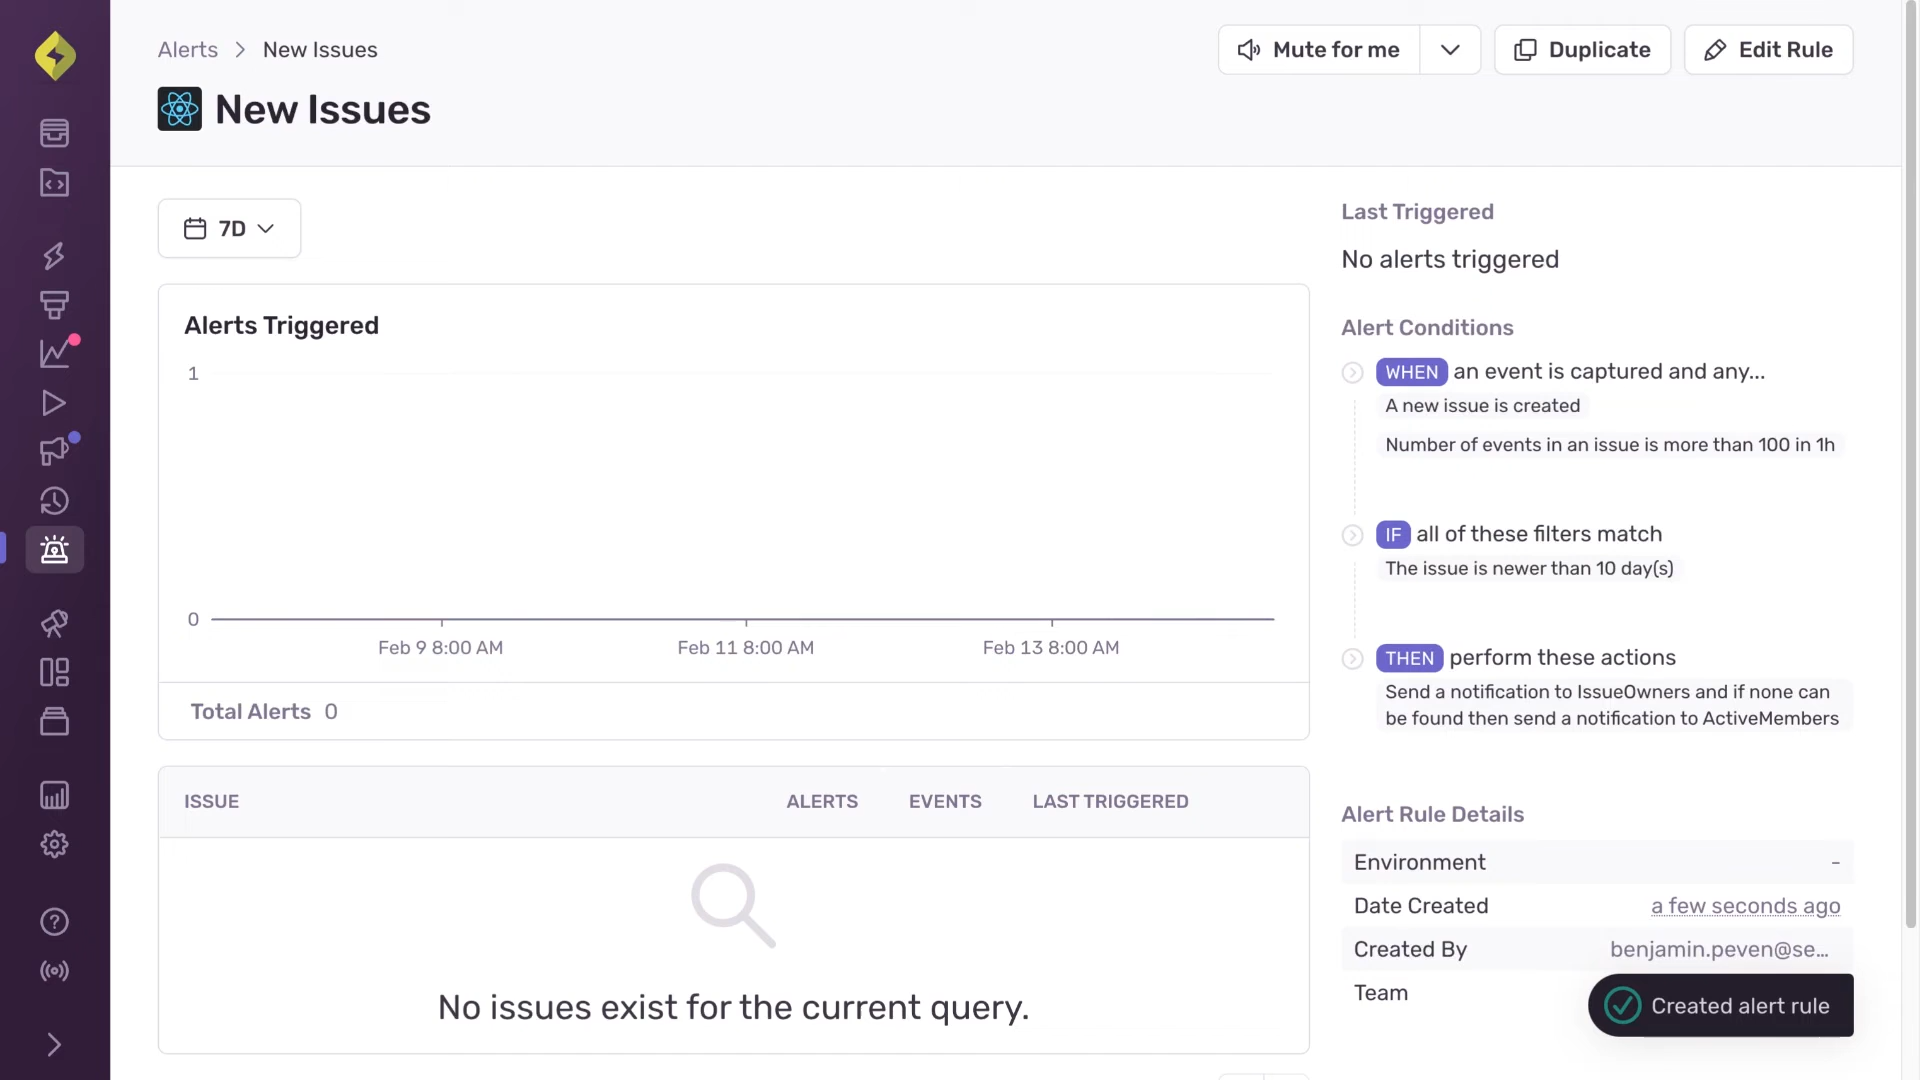 Alerts > New Issues
Mute for me
Duplicate
Edit Rule
New Issues
7D
Alerts Triggered
1
0
Feb 9 8:00 AM
Feb 11 8:00 AM
Feb 13 8:00 AM
Total Alerts 0
ISSUE ALERTS EVENTS LAST TRIGGERED
No issues exist for the current query.
Last Triggered
No alerts triggered
Alert Conditions
WHEN an event is captured and any...
A new issue is created
Number of events in an issue is more than 100 in 1h
IF all of these filters match
The issue is newer than 10 day(s)
THEN perform these actions
Send a notification to IssueOwners and if none can
be found then send a notification to ActiveMembers
Alert Rule Details
Environment -
Date Created a few seconds ago
Created By benjamin.peven@se...
Team
Created alert rule